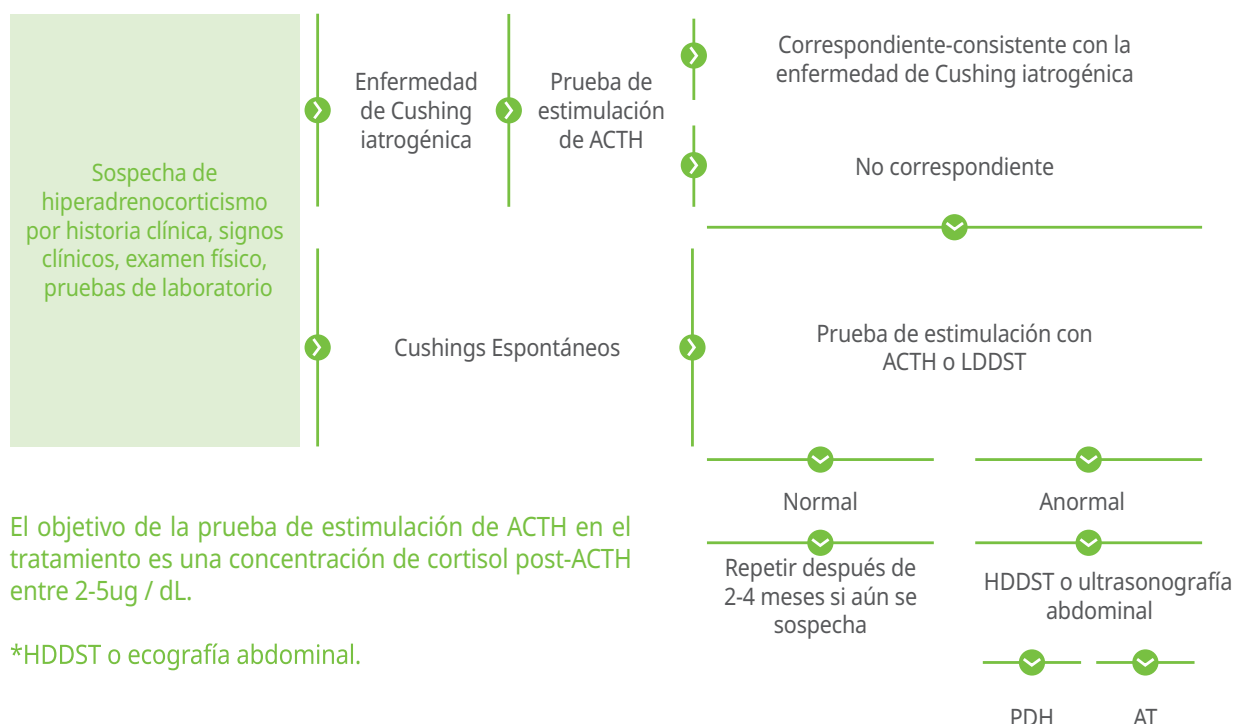 Sospecha de
hiperadrenocorticismo
por historia clínica, signos
clínicos, examen físico,
pruebas de laboratorio
Enfermedad
de Cushing
iatrogénica
Prueba de
estimulación
de ACTH
Correspondiente-consistente con la
enfermedad de Cushing iatrogénica
No correspondiente
Cushings Espontáneos
Prueba de estimulación con
ACTH o LDDST
Normal
Anormal
Repetir después de
2-4 meses si aún se
sospecha
HDDST o ultrasonografía
abdominal
PDH
AT
El objetivo de la prueba de estimulación de ACTH en el
tratamiento es una concentración de cortisol post-ACTH
entre 2-5ug / dL.
*HDDST o ecografía abdominal.